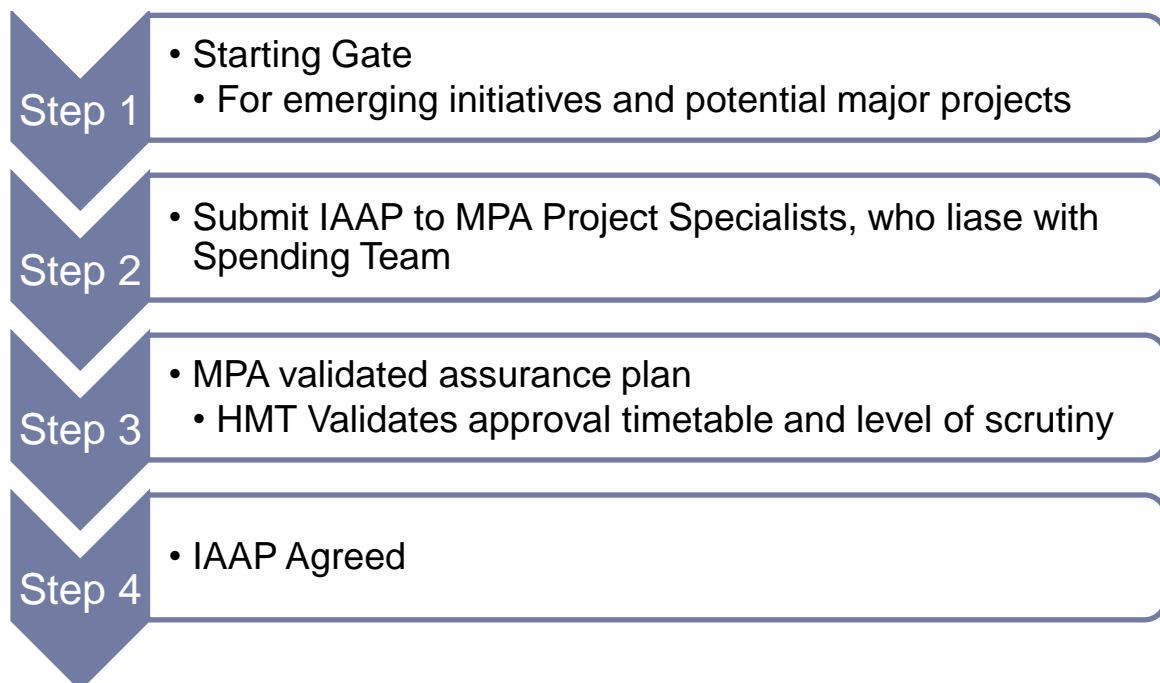 Step 1
• Starting Gate
• For emerging initiatives and potential major projects
Step 2
• Submit IAAP to MPA Project Specialists, who liase with
Spending Team
Step 3
• MPA validated assurance plan
• HMT Validates approval timetable and level of scrutiny
Step 4
• IAAP Agreed